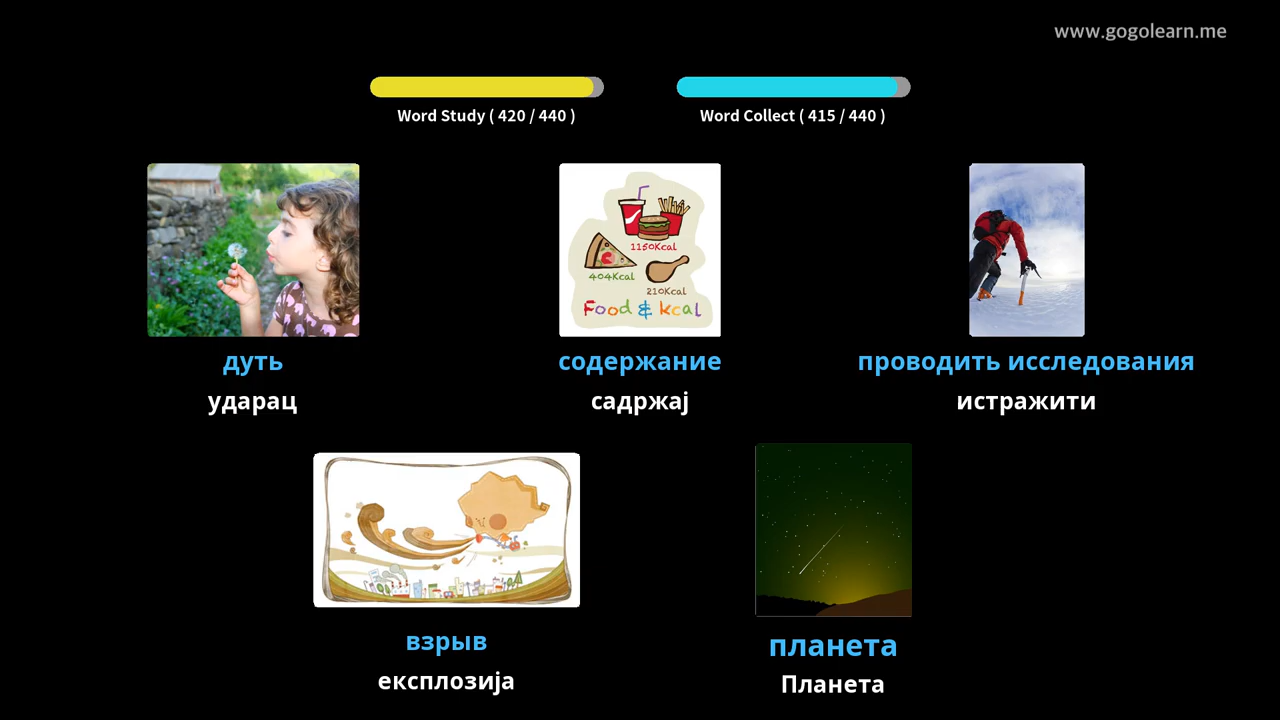 www.gogolearn.me
Word Study ( 420 / 440 )
Word Collect ( 415 / 440 )
1150Kcal
404Kcal
210Kcal
Food & kcal
дуть
содержание
проводить исследования
ударац
садржај
истражити
взрыв
планета
експлозија
Планета